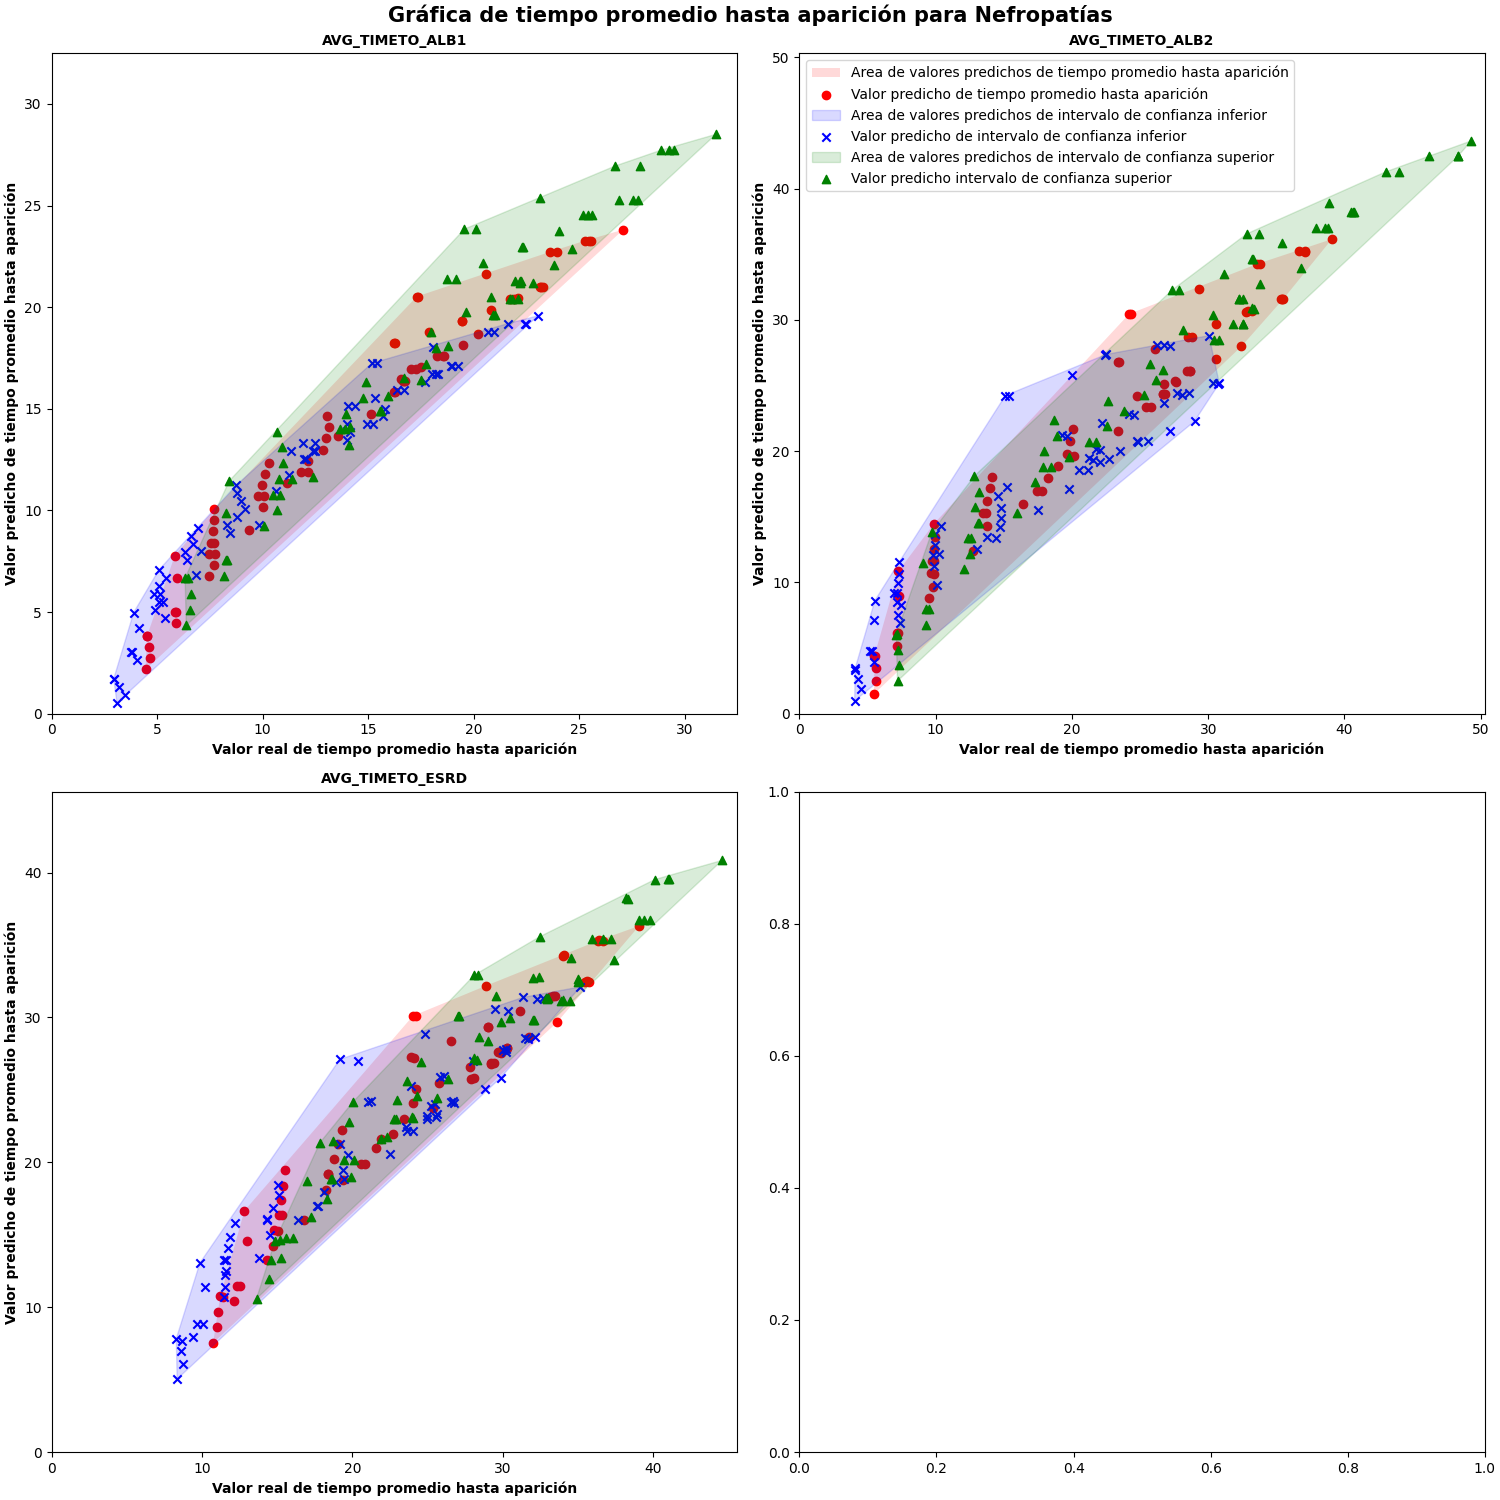 Gráfica de tiempo promedio hasta aparición para Nefropatías
AVG_TIMETO_ALB1
30
25
20
15
10
5
0
0 5 10 15 20 25 30
Valor predicho de tiempo promedio hasta aparición
Valor real de tiempo promedio hasta aparición
AVG_TIMETO_ALB2
Area de valores predichos de tiempo promedio hasta aparición
Valor predicho de tiempo promedio hasta aparición
Area de valores predichos de intervalo de confianza inferior
Valor predicho de intervalo de confianza inferior
Area de valores predichos de intervalo de confianza superior
Valor predicho intervalo de confianza superior
50
40
30
20
10
0
0 10 20 30 40 50
Valor predicho de tiempo promedio hasta aparición
Valor real de tiempo promedio hasta aparición
AVG_TIMETO_ESRD
40
30
20
10
0
0 10 20 30 40
Valor predicho de tiempo promedio hasta aparición
Valor real de tiempo promedio hasta aparición
1.0
0.8
0.6
0.4
0.2
0.0
0.0 0.2 0.4 0.6 0.8 1.0